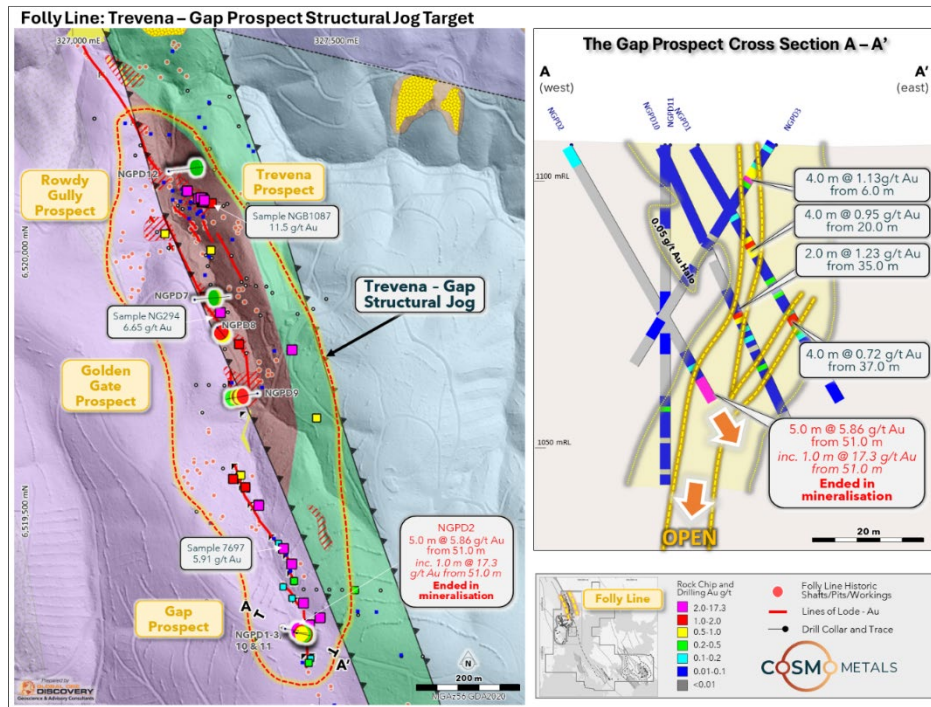 Folly Line: Trevena – Gap Prospect Structural Jog Target
327,000 mE
327,500 mE
6,520,000 mN
6,519,500 mN
NGPD12
Rowdy
Gully
Prospect
Trevena
Prospect
Sample NGB1087
11.5 g/t Au
Trevena – Gap
Structural Jog
NGPD7
Sample NG294
6.65 g/t Au
NGPD8
Golden
Gate
Prospect
NGPD9
NGPD2
5.0 m @ 5.86 g/t Au
from 51.0 m
inc. 1.0 m @ 17.3
g/t Au from 51.0 m
Ended in
mineralisation
Sample 7697
5.91 g/t Au
Gap
Prospect
A
NGPD1-3,
10 & 11
A'
N
200 m
MGAz56 GDA2020
Prepared by
DISCOVERY
Geoscience & Advisory Consultants
The Gap Prospect Cross Section A – A'
A
(west)
A'
(east)
NGPD2
NGPD10
NGPD11
NGPD1
NGPD3
1100 mRL
1050 mRL
0.05 g/t Au Halo
4.0 m @ 1.13g/t Au
from 6.0 m
4.0 m @ 0.95 g/t Au
from 20.0 m
2.0 m @ 1.23 g/t Au
from 35.0 m
4.0 m @ 0.72 g/t Au
from 37.0 m
5.0 m @ 5.86 g/t Au
from 51.0 m
inc. 1.0 m @ 17.3 g/t Au
from 51.0 m
Ended in
mineralisation
OPEN
20 m
Folly Line
Rock Chip and
Drilling Au g/t
2.0-17.3
1.0-2.0
0.5-1.0
0.2-0.5
0.1-0.2
0.01-0.1
<0.01
Folly Line Historic
Shafts/Pits/Workings
Lines of Lode - Au
Drill Collar and Trace
COSMO METALS